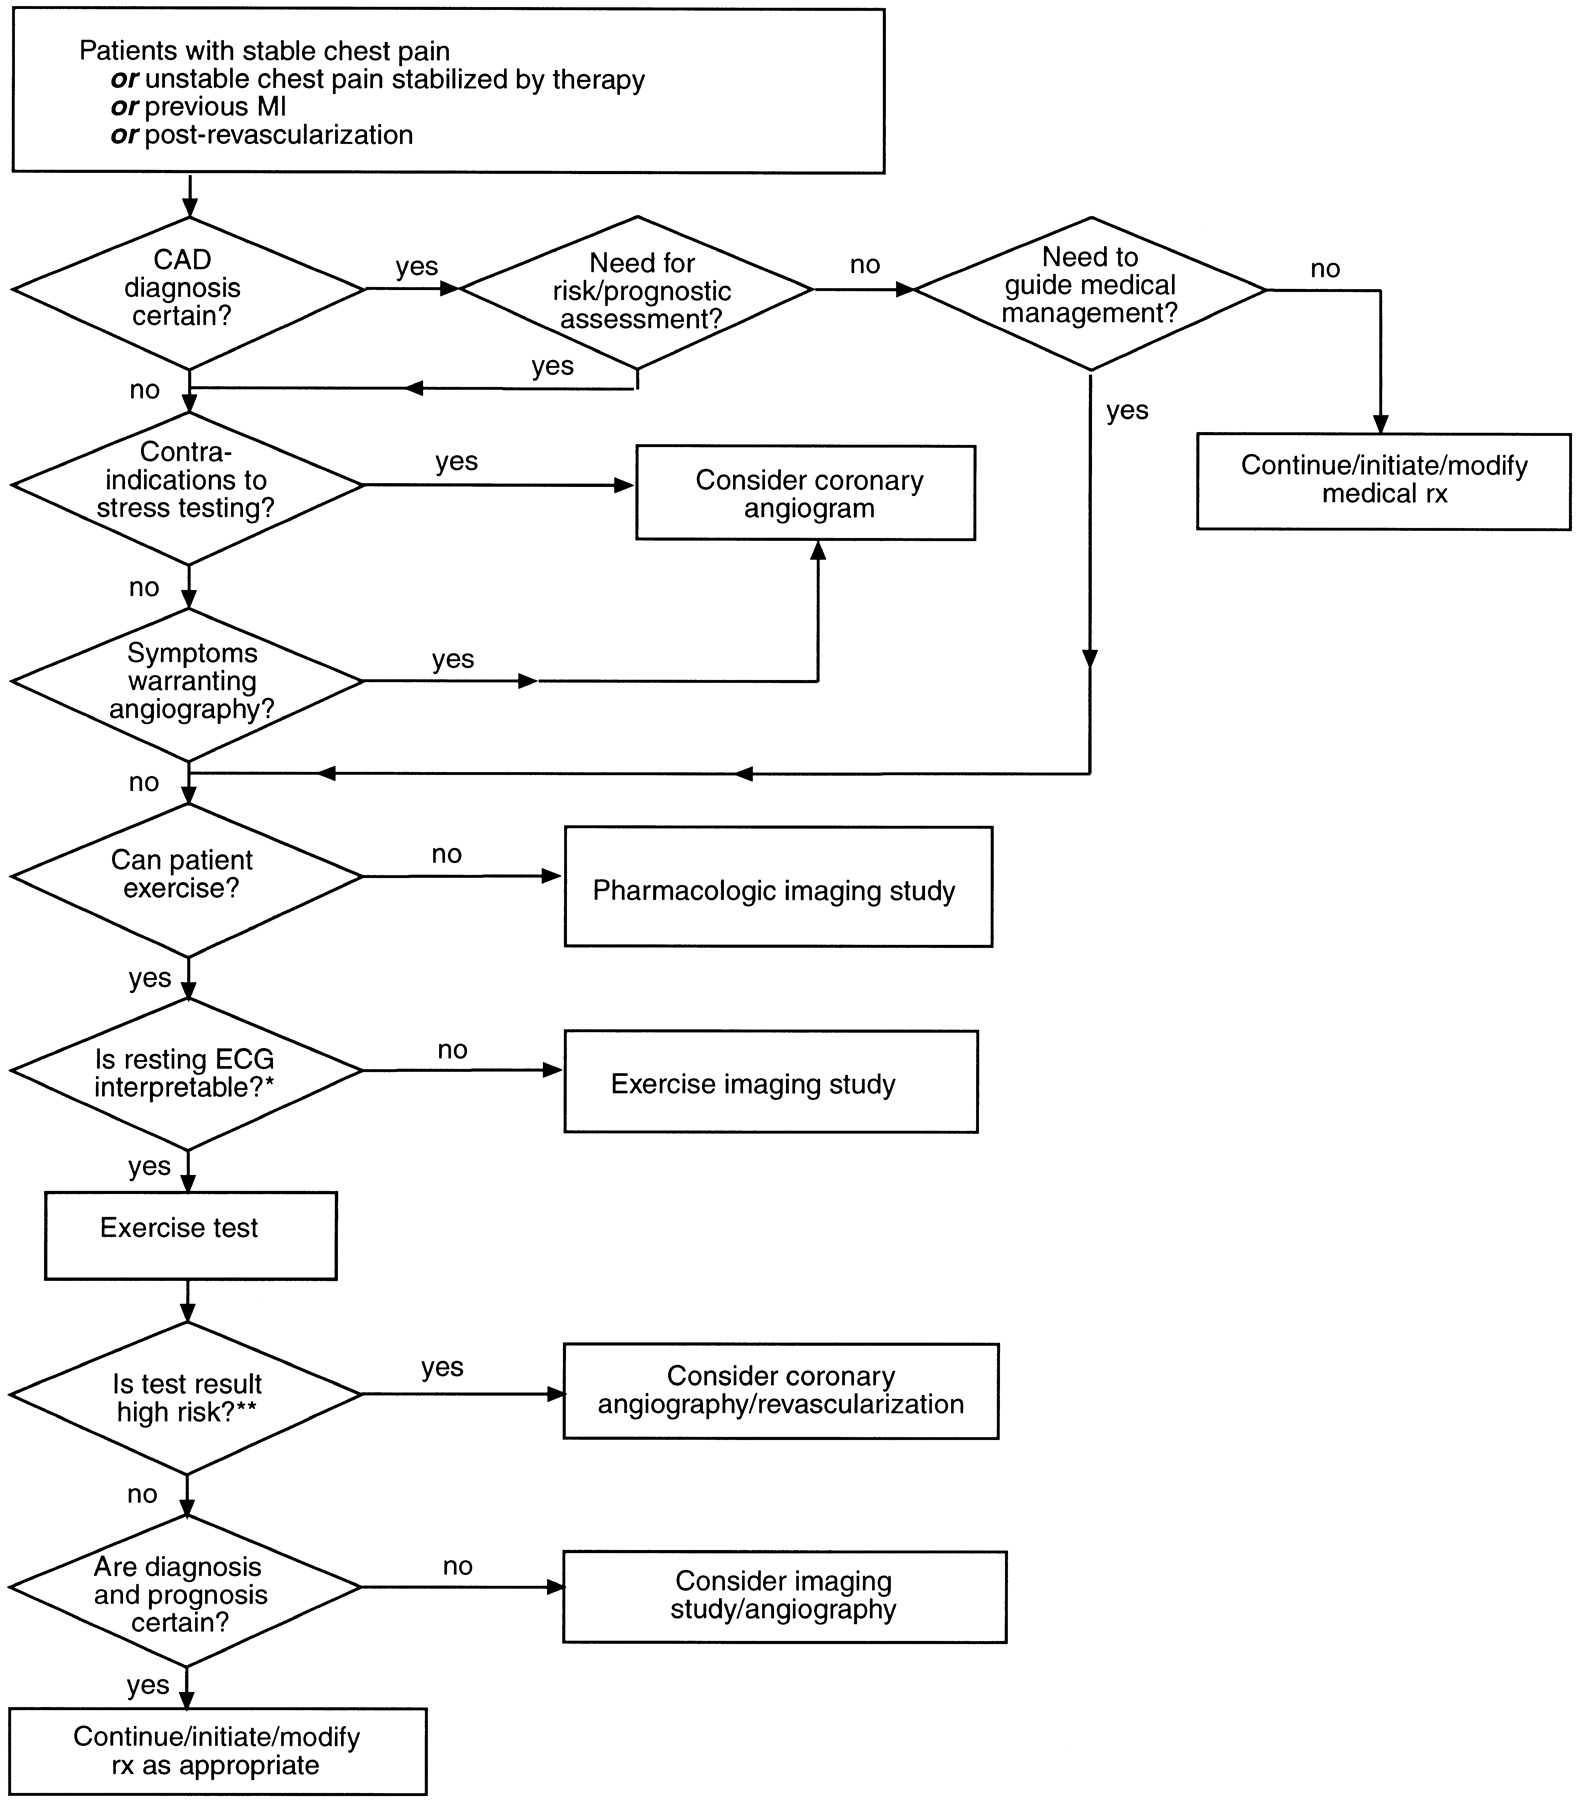 Patients with stable chest pain
or unstable chest pain stabilized by therapy
or previous MI
or post-revascularization
CAD
diagnosis
certain?
yes
Need for
risk/prognostic
assessment?
no
Need to
guide medical
management?
no
yes
no
yes
Contra-
indications to
stress testing?
yes
Consider coronary
angiogram
Continue/initiate/modify
medical rx
no
Symptoms
warranting
angiography?
yes
no
Can patient
exercise?
no
Pharmacologic imaging study
yes
Is resting ECG
interpretable?*
no
Exercise imaging study
yes
Exercise test
Is test result
high risk?**
yes
Consider coronary
angiography/revascularization
no
Are diagnosis
and prognosis
certain?
no
Consider imaging
study/angiography
yes
Continue/initiate/modify
rx as appropriate